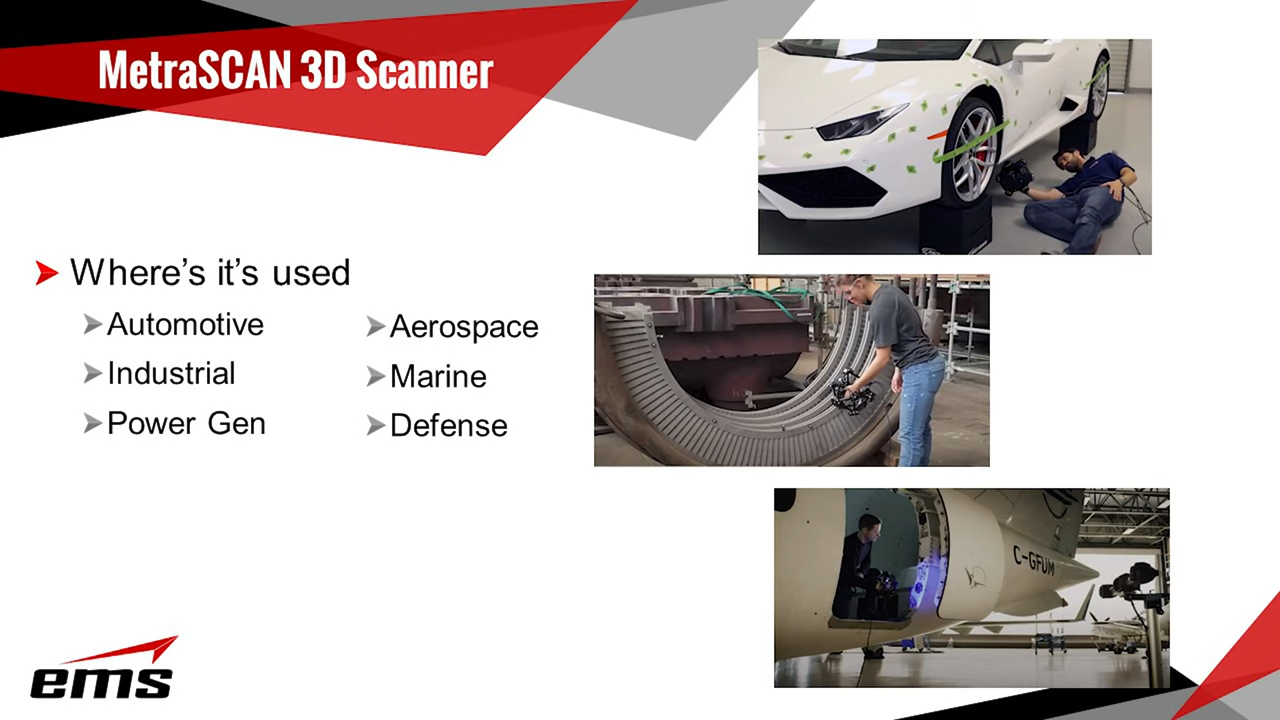 MetraSCAN 3D Scanner
Where’s it’s used
Automotive
Industrial
Power Gen
Aerospace
Marine
Defense
C-GFUM
ems